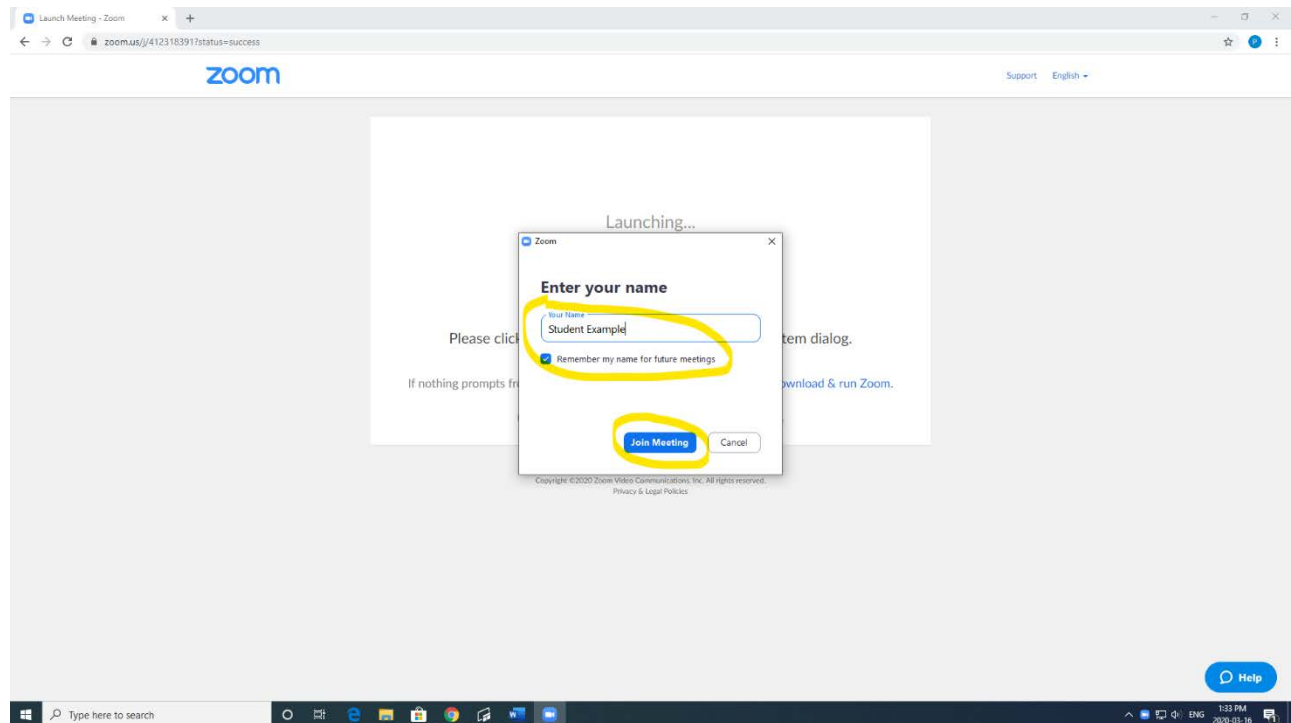 Launch Meeting - Zoom
zoom.us/j/412318391?status=success
zoom
Support English
Launching...
Zoom
Enter your name
Your Name
Student Example
Please click
tem dialog.
Remember my name for future meetings
If nothing prompts fr
wnload & run Zoom.
Join Meeting Cancel
Copyright ©2020 Zoom Video Communications, Inc. All rights reserved.
Privacy & Legal Policies
Help
Type here to search
ENG
1:33 PM
2020-03-16